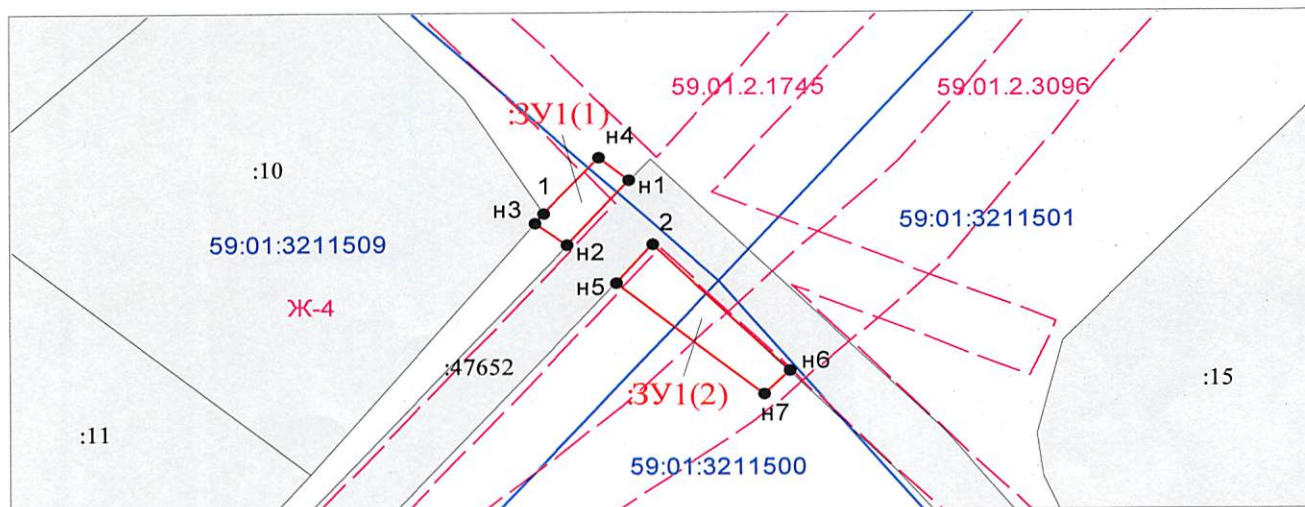 59.01.2.1745
59.01.2.3096
:ЗУ1(1)
н4
:10
н1
1
н3
59:01:3211501
2
59:01:3211509
н2
н5
Ж-4
:47652
н6
:15
:ЗУ1(2)
н7
:11
59:01:3211500